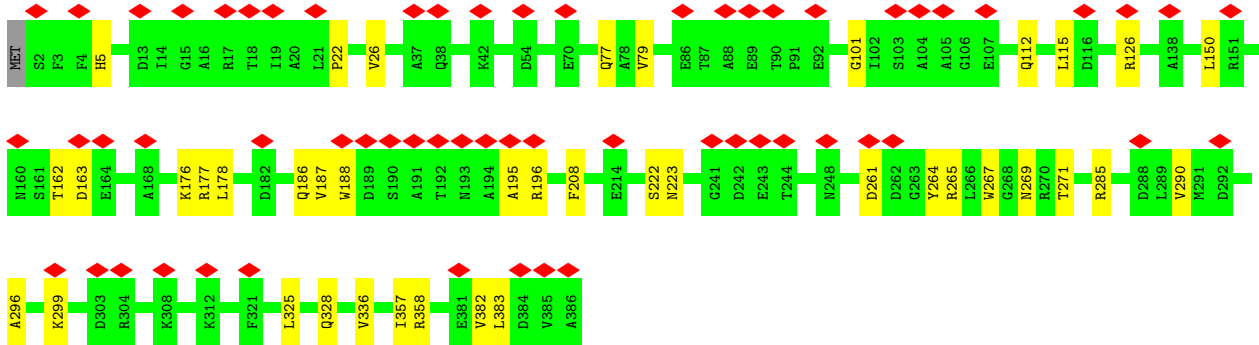 MET S2 F3 F4 H5 D13 I14 G15 A16 R17 T18 I19 A20 L21 P22 V26 A37 Q38 K42 D54 E70 Q77 A78 V79 E86 T87 A88 E89 T90 P91 E92 G101 I102 S103 A104 A105 G106 E107 Q112 L115 D116 R126 A138 L150 R151
N160 S161 T162 D163 E164 A168 K176 R177 L178 D182 Q186 V187 W188 D189 S190 A191 T192 N193 A194 A195 R196 F208 E214 S222 N223 G241 D242 E243 T244 N248 D261 D262 G263 Y264 R265 L266 W267 G268 N269 R270 T271 R285 D288 L289 V290 M291 D292
A296 K299 D303 R304 K308 K312 F321 L325 Q328 V336 I357 R358 E381 V382 L383 D384 V385 A386